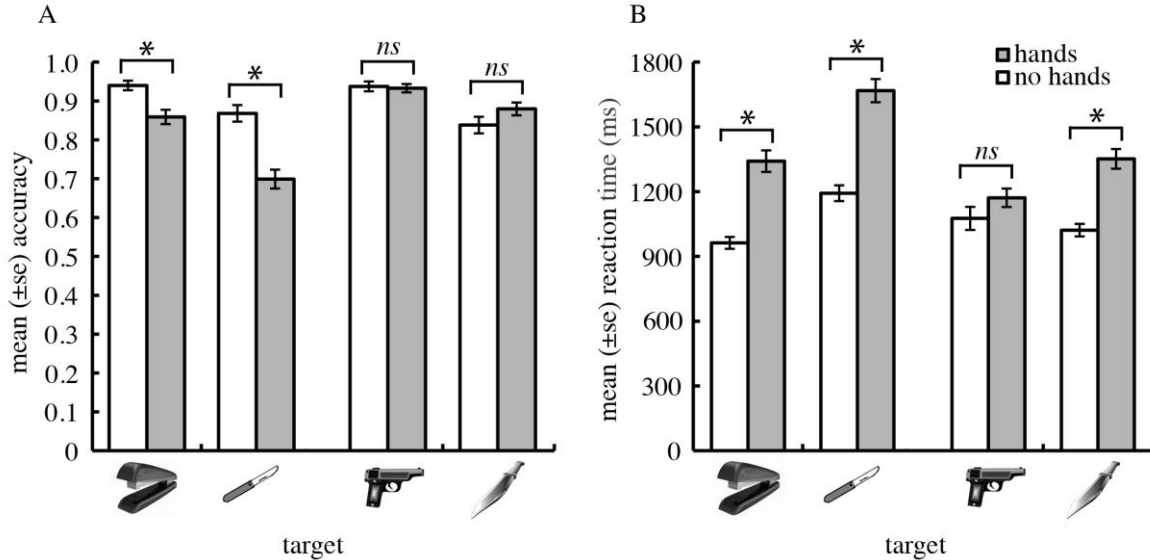 A
B
* * ns ns
* * ns *
hands
no hands
1.0
0.9
0.8
0.7
0.6
0.5
0.4
0.3
0.2
0.1
0
mean (±se) accuracy
target
1800
1500
1200
900
600
300
0
mean (±se) reaction time (ms)
target